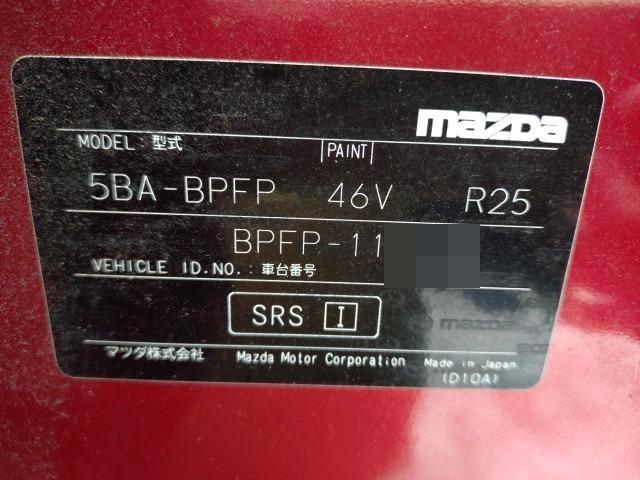 mazda
MODEL : 型式 |PAINT|
5BA-BPFP 46V R25
BPFP-11
VEHICLE ID.NO.: 車台番号
SRS I
マツダ株式会社 Mazda Motor Corporation Made in Japan
(D10A)